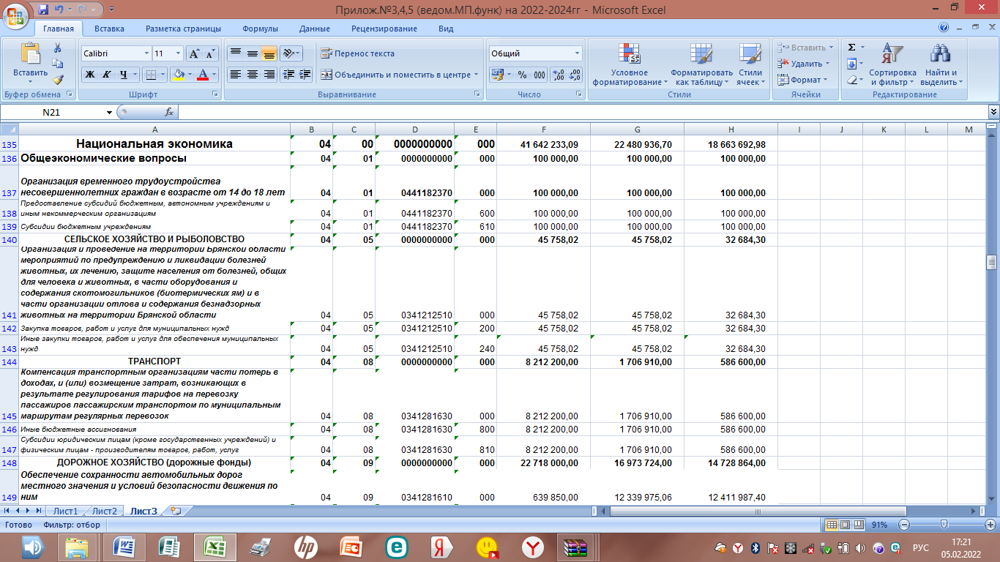 Прилож.№3,4,5 (ведом.МП.функ) на 2022-2024гг - Microsoft Excel
Главная Вставка Разметка страницы Формулы Данные Рецензирование Вид
Вставить
Calibri 11
Ж К Ч А
Перенос текста
Объединить и поместить в центре
Общий
% 000
Условное форматирование
Форматировать как таблицу
Стили ячеек
Вставить
Удалить
Формат
Σ
Сортировка и фильтр
Найти и выделить
Буфер обмена Шрифт Выравнивание Число Стили Ячейки Редактирование
N21 fx
A B C D E F G H I J K L M
135 Национальная экономика 04 00 0000000000 000 41 642 233,09 22 480 936,70 18 663 692,98
136 Общеэкономические вопросы 04 01 0000000000 000 100 000,00 100 000,00 100 000,00
Организация временного трудоустройства
137 несовершеннолетних граждан в возрасте от 14 до 18 лет 04 01 0441182370 000 100 000,00 100 000,00 100 000,00
Предоставление субсидий бюджетным, автономным учреждениям и
138 иным некоммерческим организациям 04 01 0441182370 600 100 000,00 100 000,00 100 000,00
139 Субсидии бюджетным учреждениям 04 01 0441182370 610 100 000,00 100 000,00 100 000,00
140 СЕЛЬСКОЕ ХОЗЯЙСТВО И РЫБОЛОВСТВО 04 05 0000000000 000 45 758,02 45 758,02 32 684,30
Организация и проведение на территории Брянской области
мероприятий по предупреждению и ликвидации болезней
животных, их лечению, защите населения от болезней, общих
для человека и животных, в части оборудования и
содержания скотомогильников (биотермических ям) и в
части организации отлова и содержания безнадзорных
141 животных на территории Брянской области 04 05 0341212510 000 45 758,02 45 758,02 32 684,30
142 Закупка товаров, работ и услуг для муниципальных нужд 04 05 0341212510 200 45 758,02 45 758,02 32 684,30
Иные закупки товаров, работ и услуг для обеспечения муниципальных
143 нужд 04 05 0341212510 240 45 758,02 45 758,02 32 684,30
144 ТРАНСПОРТ 04 08 0000000000 000 8 212 200,00 1 706 910,00 586 600,00
Компенсация транспортным организациям части потерь в
доходах, и (или) возмещение затрат, возникающих в
результате регулирования тарифов на перевозку
пассажиров пассажирским транспортом по муниципальным
145 маршрутам регулярных перевозок 04 08 0341281630 000 8 212 200,00 1 706 910,00 586 600,00
146 Иные бюджетные ассигнования 04 08 0341281630 800 8 212 200,00 1 706 910,00 586 600,00
Субсидии юридическим лицам (кроме государственных учреждений) и
147 физическим лицам - производителям товаров, работ, услуг 04 08 0341281630 810 8 212 200,00 1 706 910,00 586 600,00
148 ДОРОЖНОЕ ХОЗЯЙСТВО (дорожные фонды) 04 09 0000000000 000 22 718 000,00 16 973 724,00 14 728 864,00
Обеспечение сохранности автомобильных дорог
местного значения и условий безопасности движения по
149 ним 04 09 0341281610 000 639 850,00 12 339 975,06 12 411 987,40
Лист1 Лист2 Лист3
Готово Фильтр: отбор 91%
РУС 17:21
05.02.2022